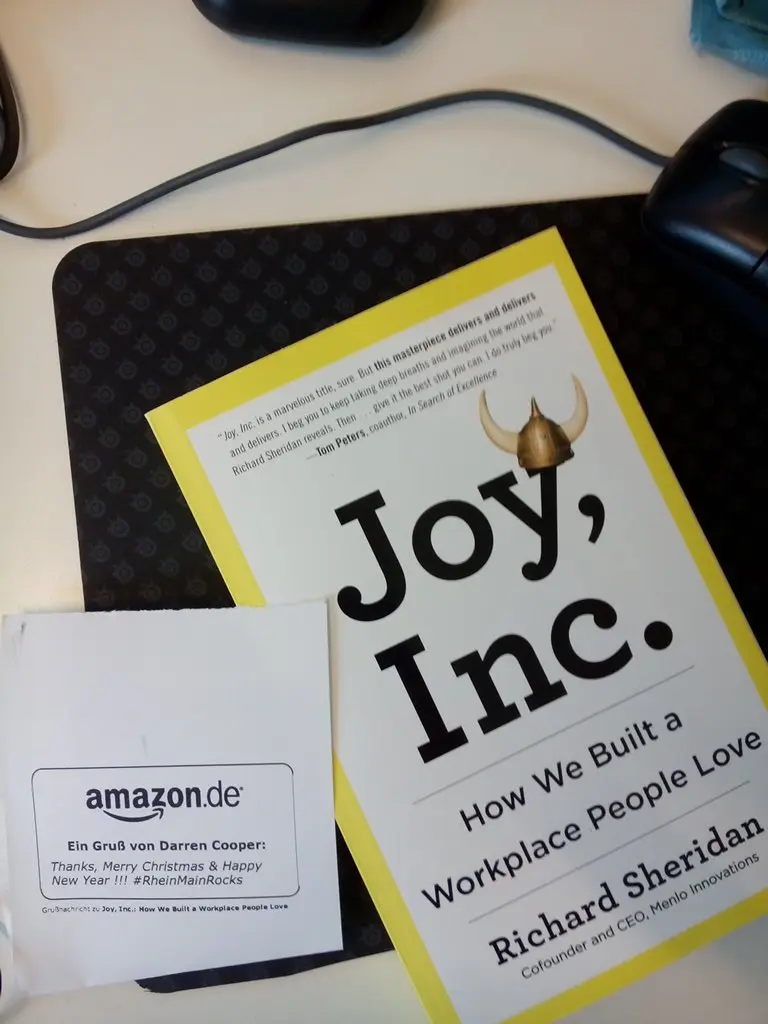 "Joy, Inc. is a marvelous title, sure. But this masterpiece delivers and delivers
and delivers. I beg you to keep taking deep breaths and imagining the world that
Richard Sheridan reveals. Then . . . give it the best shot you can. I do truly beg you."
—Tom Peters, coauthor, In Search of Excellence
Joy,
Inc.
How We Built a
Workplace People Love
Richard Sheridan
Cofounder and CEO, Menlo Innovations
amazon.de
Ein Gruß von Darren Cooper:
Thanks, Merry Christmas & Happy
New Year !!! #RheinMainRocks
Grußnachricht zu Joy, Inc.: How We Built a Workplace People Love